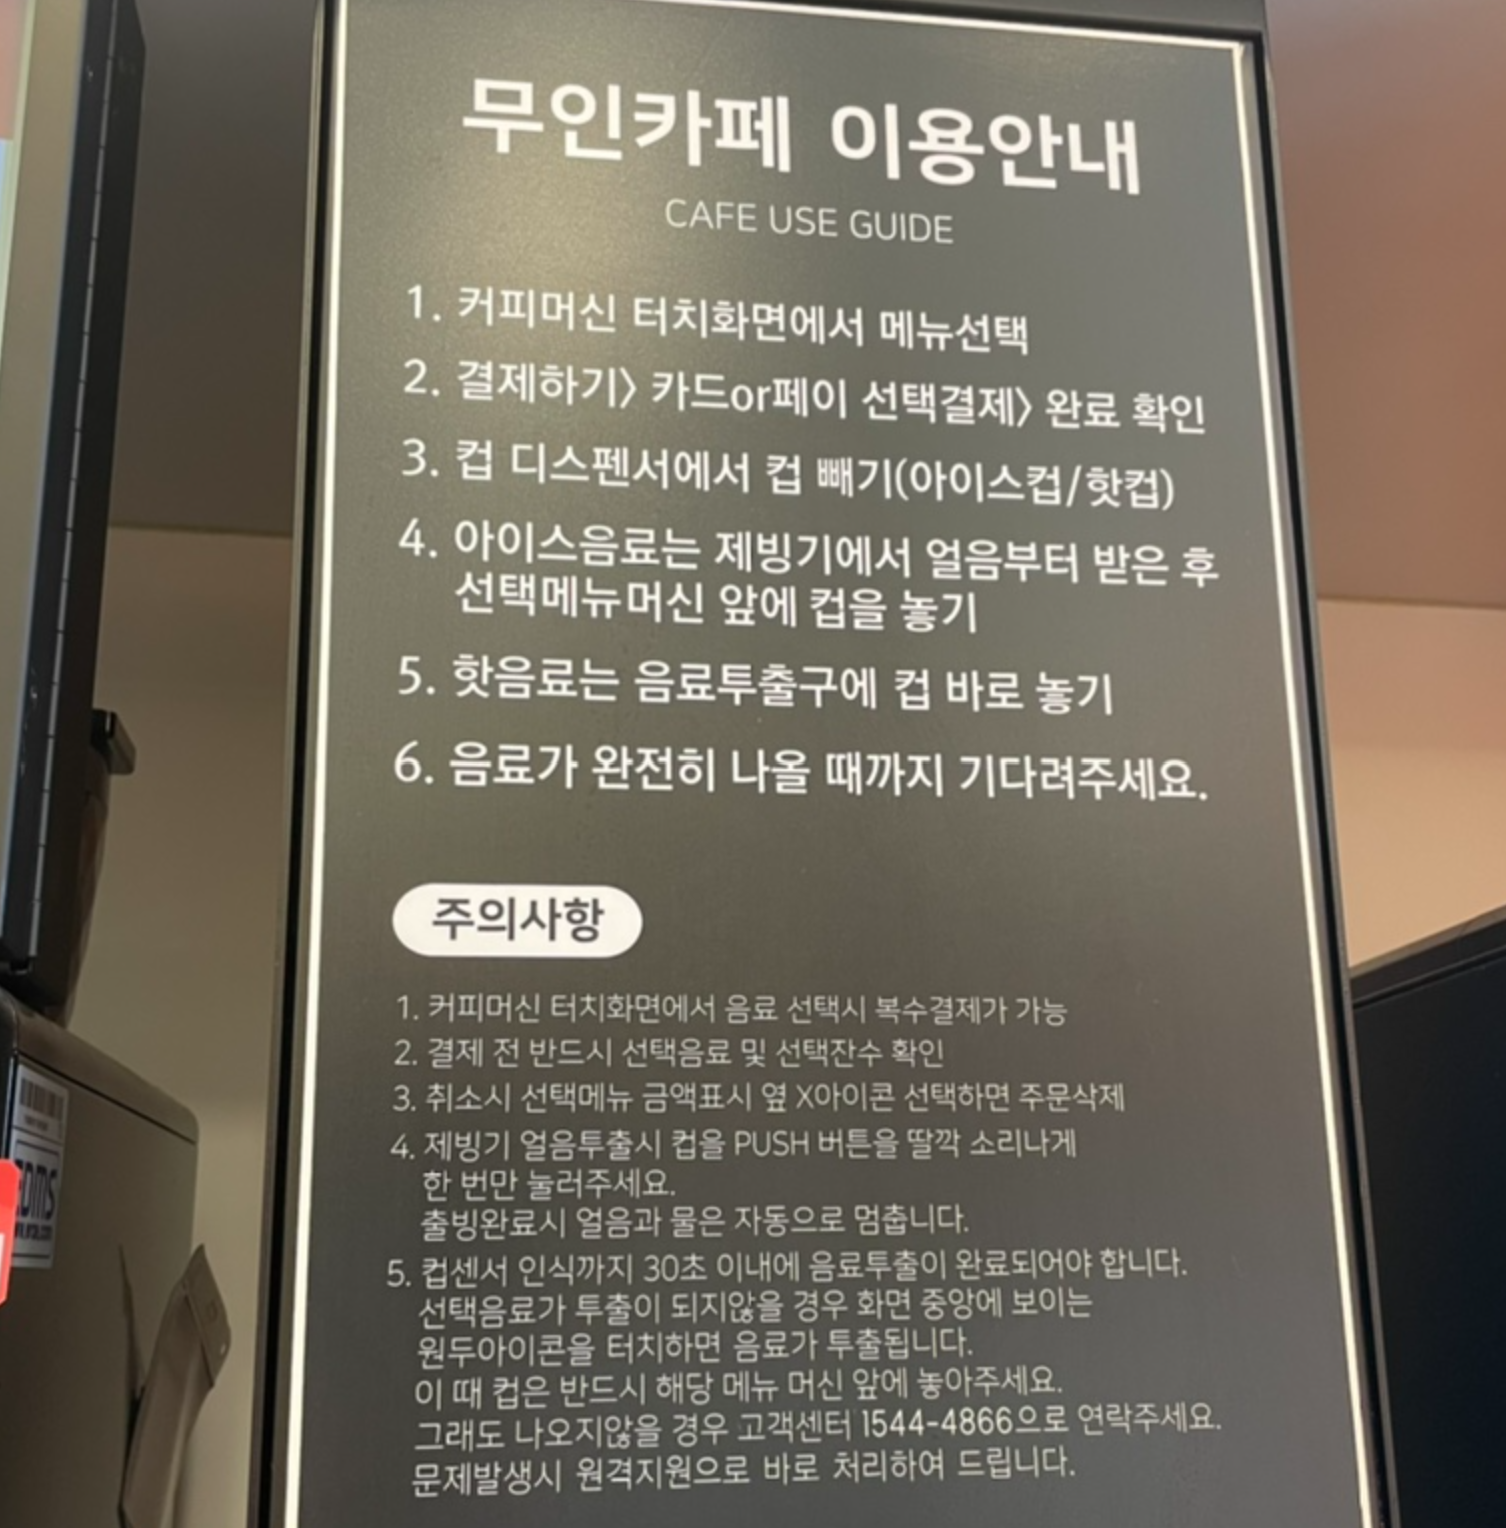 무인카페 이용안내
CAFE USE GUIDE
1. 커피머신 터치화면에서 메뉴선택
2. 결제하기> 카드or페이 선택결제> 완료 확인
3. 컵 디스펜서에서 컵 빼기(아이스컵/핫컵)
4. 아이스음료는 제빙기에서 얼음부터 받은 후
선택메뉴머신 앞에 컵을 놓기
5. 핫음료는 음료투출구에 컵 바로 놓기
6. 음료가 완전히 나올 때까지 기다려주세요.
주의사항
1. 커피머신 터치화면에서 음료 선택시 복수결제가 가능
2. 결제 전 반드시 선택음료 및 선택잔수 확인
3. 취소시 선택메뉴 금액표시 옆 X아이콘 선택하면 주문삭제
4. 제빙기 얼음투출시 컵을 PUSH 버튼을 딸깍 소리나게
한 번만 눌러주세요.
출빙완료시 얼음과 물은 자동으로 멈춥니다.
5. 컵센서 인식까지 30초 이내에 음료투출이 완료되어야 합니다.
선택음료가 투출이 되지않을 경우 화면 중앙에 보이는
원두아이콘을 터치하면 음료가 투출됩니다.
이 때 컵은 반드시 해당 메뉴 머신 앞에 놓아주세요.
그래도 나오지않을 경우 고객센터 1544-4866으로 연락주세요.
문제발생시 원격지원으로 바로 처리하여 드립니다.